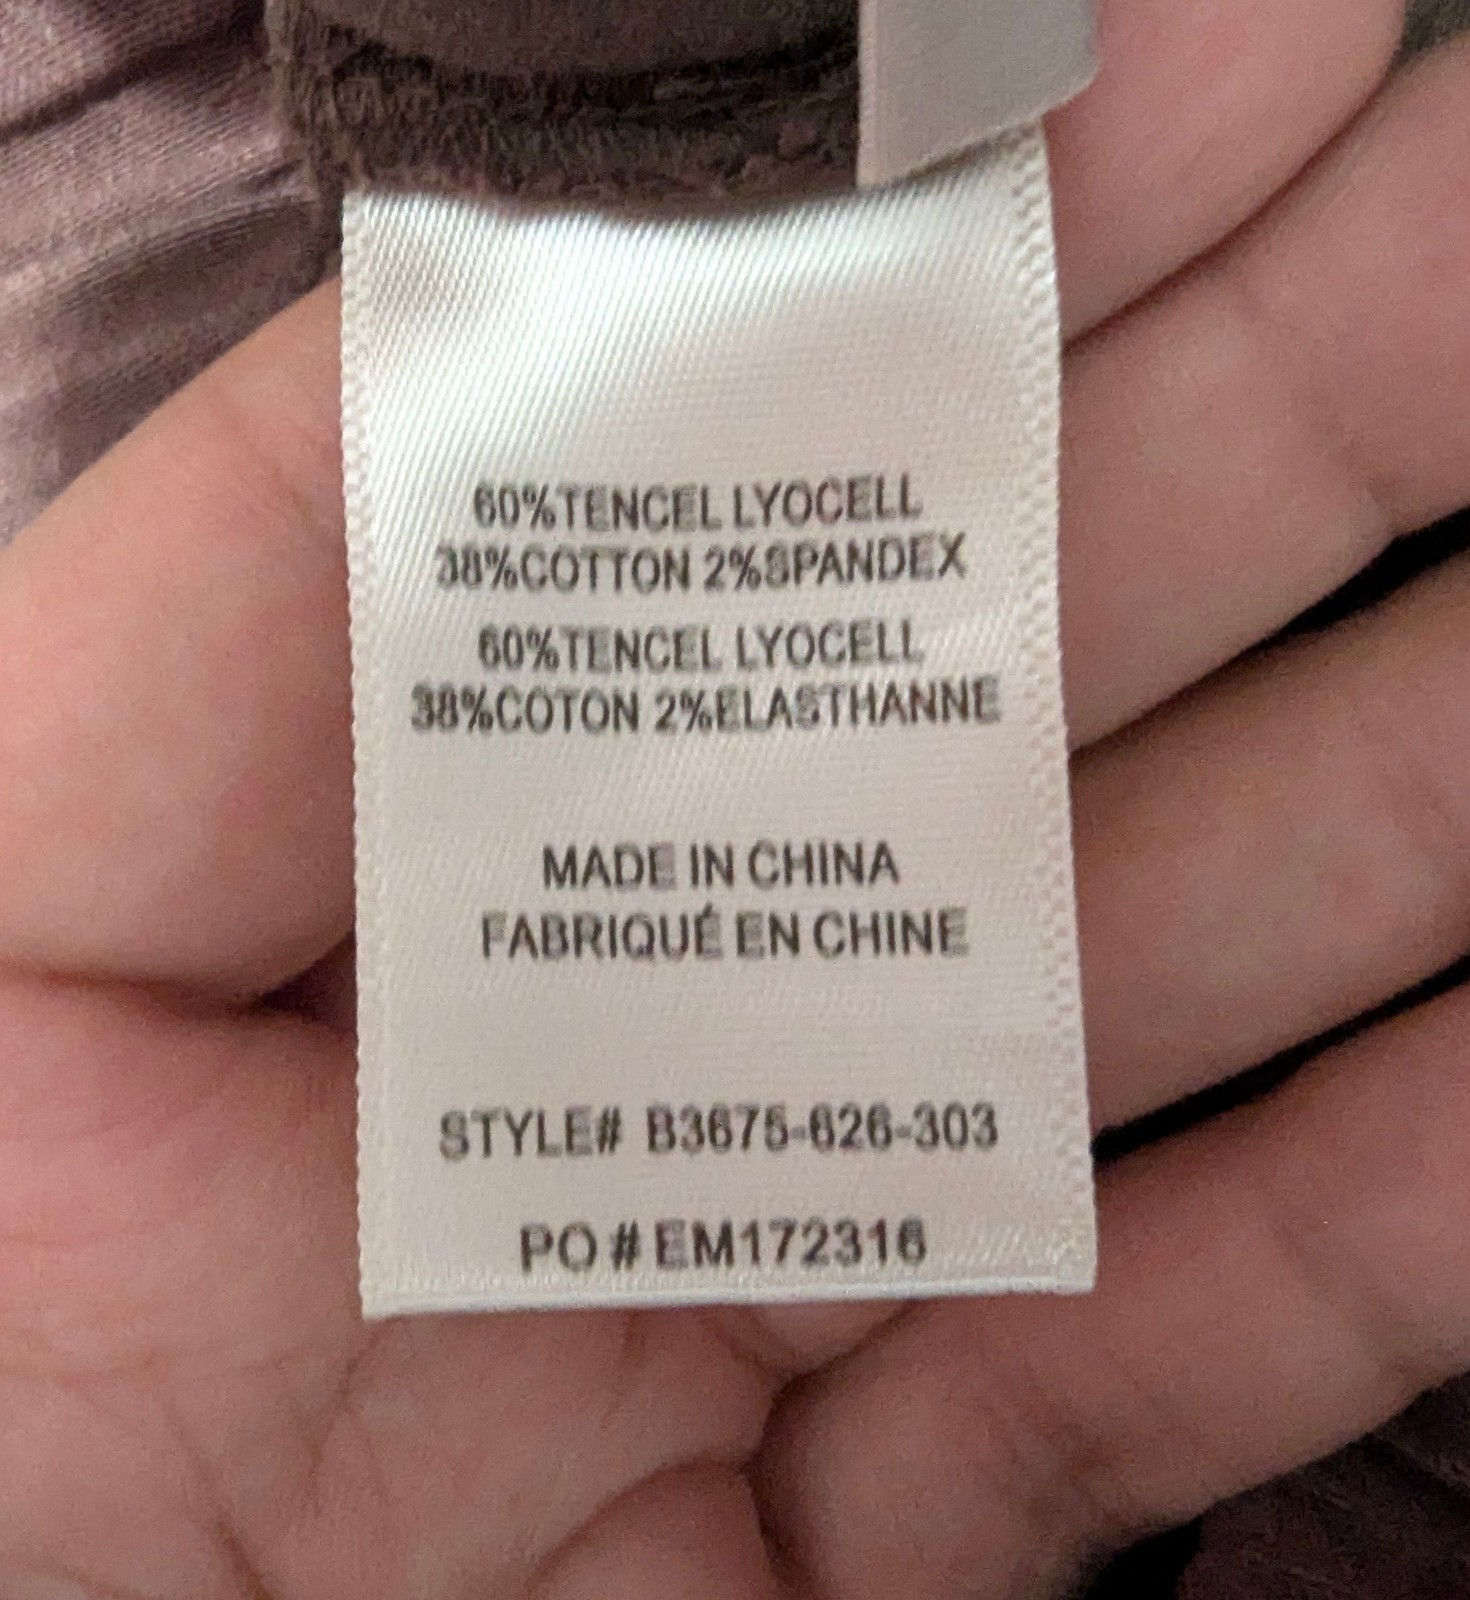 60%TENCEL LYOCELL
38%COTTON 2%SPANDEX
60%TENCEL LYOCELL
38%COTON 2%ELASTHANNE
MADE IN CHINA
FABRIQUÉ EN CHINE
STYLE# B3675-626-303
PO # EM172316